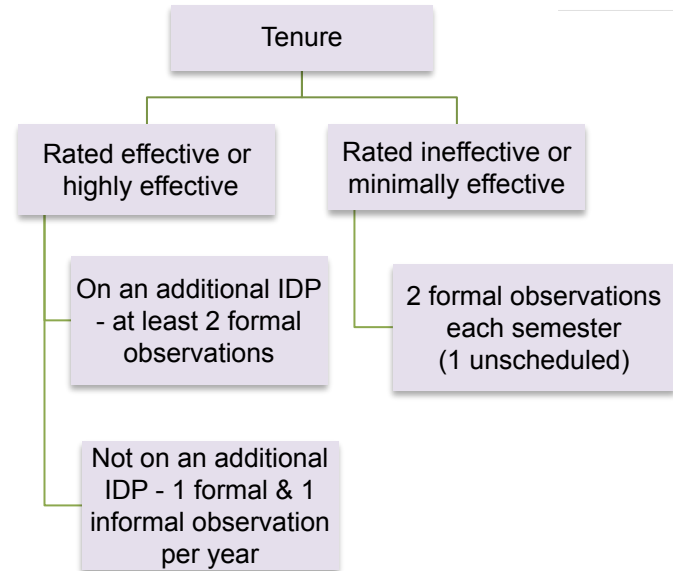 Tenure
Rated effective or
highly effective
Rated ineffective or
minimally effective
On an additional IDP
- at least 2 formal
observations
2 formal observations
each semester
(1 unscheduled)
Not on an additional
IDP - 1 formal & 1
informal observation
per year